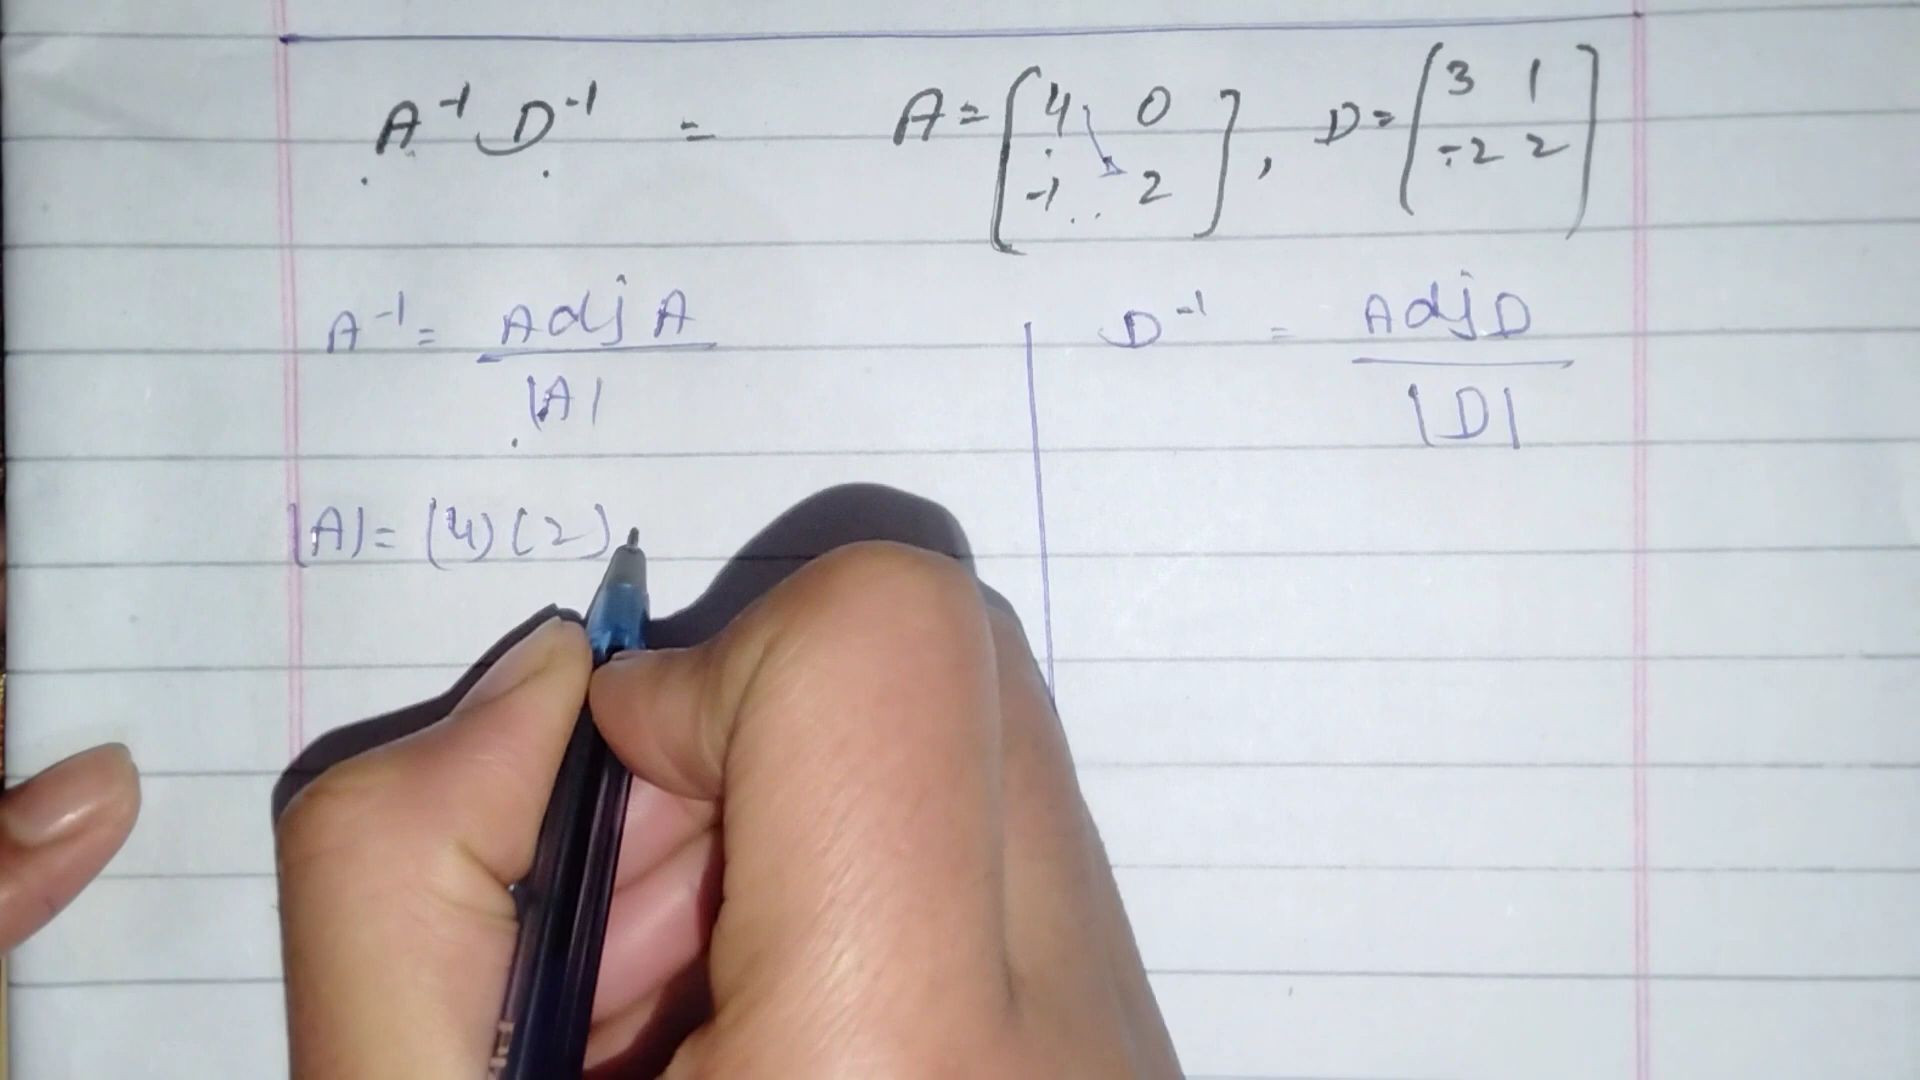 A⁻¹ D⁻¹ = A = [4 0 -1 2], D = [3 1 -2 2]
A⁻¹ = Adj A / |A|
D⁻¹ = Adj D / |D|
|A| = (4)(2)